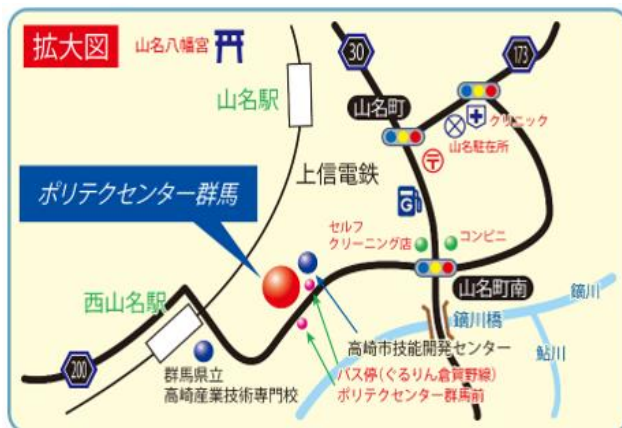 拡大図
山名八幡宮
30
173
山名駅
山名町
クリニック
山名駐在所
〒
上信電鉄
ポリテクセンター群馬
G
セルフ
クリーニング店
コンビニ
西山名駅
山名町南
鏑川
鏑川橋
鮎川
高崎市技能開発センター
200
群馬県立
高崎産業技術専門校
バス停(ぐるりん倉賀野線)
ポリテクセンター群馬前